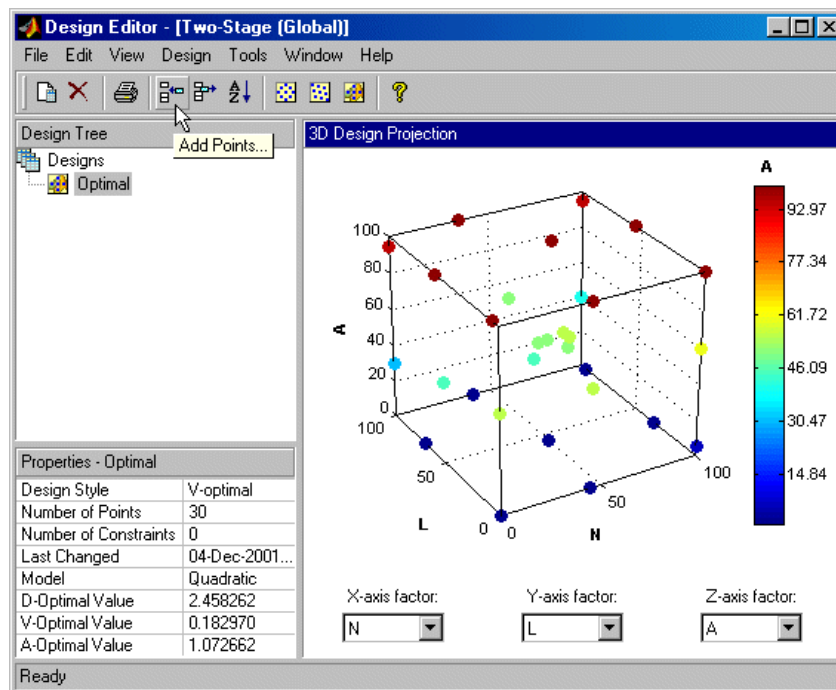 Design Editor - [Two-Stage (Global)]
File Edit View Design Tools Window Help
A
Z
?
Add Points...
Design Tree
Designs
Optimal
3D Design Projection
A
92.97
77.34
61.72
46.09
30.47
14.84
100
80
60
40
20
0
A
100
50
0
L
0
50
100
N
Properties - Optimal
Design Style V-optimal
Number of Points 30
Number of Constraints 0
Last Changed 04-Dec-2001...
Model Quadratic
D-Optimal Value 2.458262
V-Optimal Value 0.182970
A-Optimal Value 1.072662
X-axis factor: Y-axis factor: Z-axis factor:
N L A
Ready